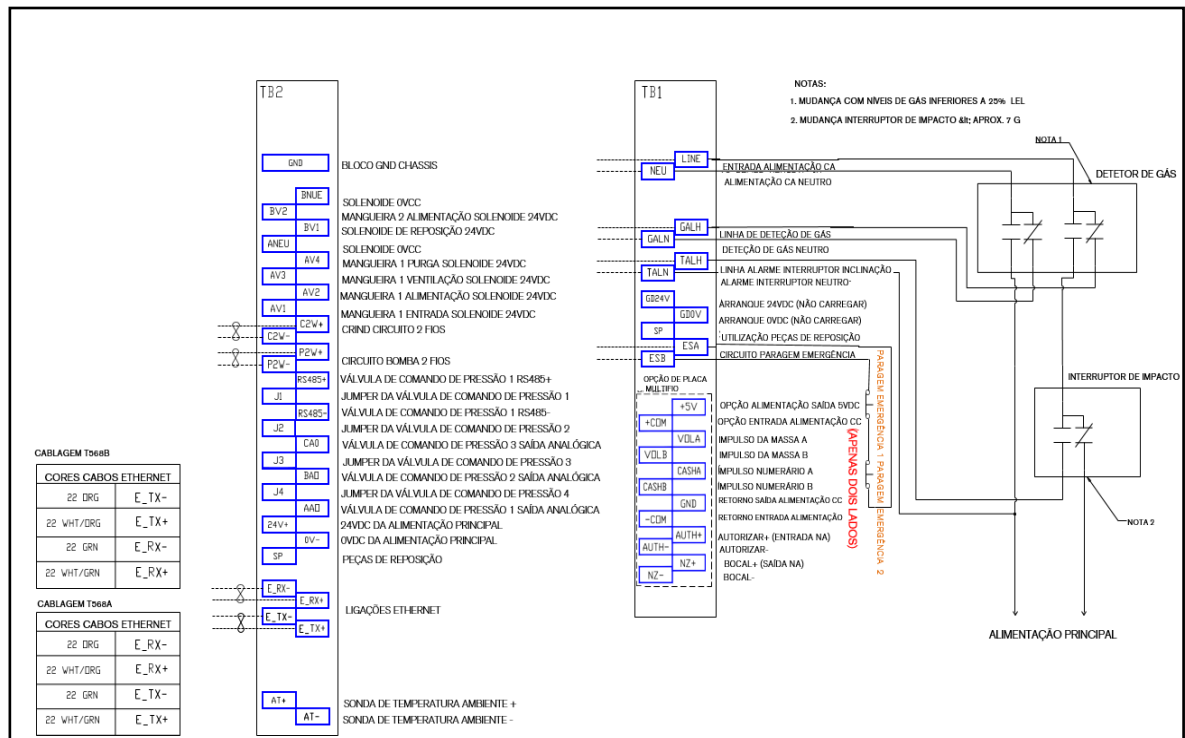 TB2
GND
BLOCO GND CHASSIS
BNUE
SOLENOIDE 0VCC
BV2
MANGUEIRA 2 ALIMENTAÇÃO SOLENOIDE 24VDC
BV1
SOLENOIDE DE REPOSIÇÃO 24VDC
ANEU
SOLENOIDE 0VCC
AV4
MANGUEIRA 1 PURGA SOLENOIDE 24VDC
AV3
MANGUEIRA 1 VENTILAÇÃO SOLENOIDE 24VDC
AV2
MANGUEIRA 1 ALIMENTAÇÃO SOLENOIDE 24VDC
AV1
MANGUEIRA 1 ENTRADA SOLENOIDE 24VDC
C2W+
CRIND CIRCUITO 2 FIOS
C2W-
P2W+
CIRCUITO BOMBA 2 FIOS
P2W-
RS485+
VÁLVULA DE COMANDO DE PRESSÃO 1 RS485+
J1
JUMPER DA VÁLVULA DE COMANDO DE PRESSÃO 1
RS485-
VÁLVULA DE COMANDO DE PRESSÃO 1 RS485-
J2
JUMPER DA VÁLVULA DE COMANDO DE PRESSÃO 2
CAO
VÁLVULA DE COMANDO DE PRESSÃO 3 SAÍDA ANALÓGICA
J3
JUMPER DA VÁLVULA DE COMANDO DE PRESSÃO 3
BAO
VÁLVULA DE COMANDO DE PRESSÃO 2 SAÍDA ANALÓGICA
J4
JUMPER DA VÁLVULA DE COMANDO DE PRESSÃO 4
AAO
VÁLVULA DE COMANDO DE PRESSÃO 1 SAÍDA ANALÓGICA
24V+
24VDC DA ALIMENTAÇÃO PRINCIPAL
0V-
0VDC DA ALIMENTAÇÃO PRINCIPAL
SP
PEÇAS DE REPOSIÇÃO
E_RX-
E_RX+
LIGAÇÕES ETHERNET
E_TX-
E_TX+
AT+
SONDA DE TEMPERATURA AMBIENTE +
AT-
SONDA DE TEMPERATURA AMBIENTE -
CABLAGEM T568B
CORES CABOS ETHERNET
22 ORG E_TX-
22 WHT/ORG E_TX+
22 GRN E_RX-
22 WHT/GRN E_RX+
CABLAGEM T568A
CORES CABOS ETHERNET
22 ORG E_RX-
22 WHT/ORG E_RX+
22 GRN E_TX-
22 WHT/GRN E_TX+
TB1
LINE
ENTRADA ALIMENTAÇÃO CA
NEU
ALIMENTAÇÃO CA NEUTRO
GALH
LINHA DE DETEÇÃO DE GÁS
GALN
DETEÇÃO DE GÁS NEUTRO
TALH
LINHA ALARME INTERRUPTOR INCLINAÇÃO
TALN
ALARME INTERRUPTOR NEUTRO·
GD24V
ARRANQUE 24VDC (NÃO CARREGAR)
GD0V
ARRANQUE 0VDC (NÃO CARREGAR)
SP
UTILIZAÇÃO PEÇAS DE REPOSIÇÃO
ESA
ESB
CIRCUITO PARAGEM EMERGÊNCIA
OPÇÃO DE PLACA
MULTIFIO
+5V
OPÇÃO ALIMENTAÇÃO SAÍDA 5VDC
+COM
OPÇÃO ENTRADA ALIMENTAÇÃO CC
VOLA
IMPULSO DA MASSA A
VOLB
IMPULSO DA MASSA B
CASHA
IMPULSO NUMERÁRIO A
CASHB
IMPULSO NUMERÁRIO B
GND
RETORNO SAÍDA ALIMENTAÇÃO CC
-COM
RETORNO ENTRADA ALIMENTAÇÃO
AUTH+
AUTORIZAR+ (ENTRADA NA)
AUTH-
AUTORIZAR-
NZ+
BOCAL+ (SAÍDA NA)
NZ-
BOCAL-
(APENAS DOIS LADOS)
PARAGEM EMERGÊNCIA 1 PARAGEM EMERGÊNCIA 2
NOTAS:
1. MUDANÇA COM NÍVEIS DE GÁS INFERIORES A 25% LEL
2. MUDANÇA INTERRUPTOR DE IMPACTO &lt; APROX. 7 G
NOTA 1
DETETOR DE GÁS
INTERRUPTOR DE IMPACTO
NOTA 2
ALIMENTAÇÃO PRINCIPAL